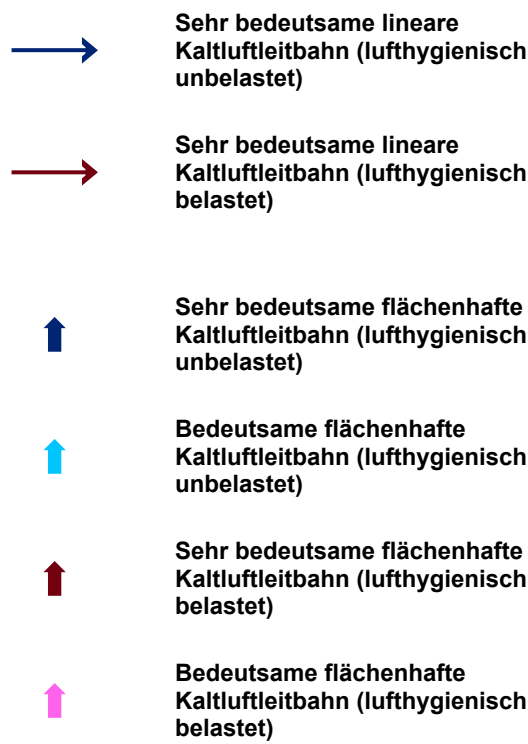 Sehr bedeutsame lineare
Kaltluftleitbahn (lufthygienisch
unbelastet)
Sehr bedeutsame lineare
Kaltluftleitbahn (lufthygienisch
belastet)
Sehr bedeutsame flächenhafte
Kaltluftleitbahn (lufthygienisch
unbelastet)
Bedeutsame flächenhafte
Kaltluftleitbahn (lufthygienisch
unbelastet)
Sehr bedeutsame flächenhafte
Kaltluftleitbahn (lufthygienisch
belastet)
Bedeutsame flächenhafte
Kaltluftleitbahn (lufthygienisch
belastet)